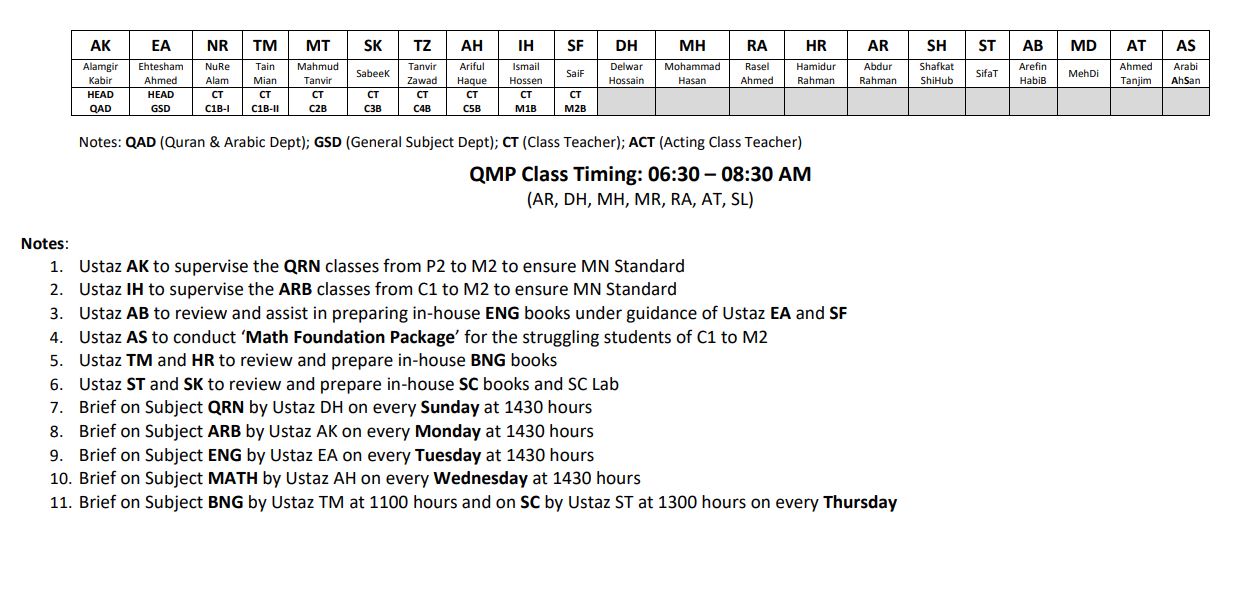 AK EA NR TM MT SK TZ AH IH SF DH MH RA HR AR SH ST AB MD AT AS
Alamgir Kabir Ehtesham Ahmed NuRe Alam Tain Mian Mahmud Tanvir SabeeK Tanvir Zawad Ariful Haque Ismail Hossen SaiF Delwar Hossain Mohammad Hasan Rasel Ahmed Hamidur Rahman Abdur Rahman Shafkat ShiHub SifaT Arefin HabiB MehDi Ahmed Tanjim Arabi AhSan
HEAD QAD HEAD GSD CT C1B-I CT C1B-II CT C2B CT C3B CT C4B CT C5B CT M1B CT M2B
Notes: QAD (Quran & Arabic Dept); GSD (General Subject Dept); CT (Class Teacher); ACT (Acting Class Teacher)
QMP Class Timing: 06:30 – 08:30 AM
(AR, DH, MH, MR, RA, AT, SL)
Notes:
1. Ustaz AK to supervise the QRN classes from P2 to M2 to ensure MN Standard
2. Ustaz IH to supervise the ARB classes from C1 to M2 to ensure MN Standard
3. Ustaz AB to review and assist in preparing in-house ENG books under guidance of Ustaz EA and SF
4. Ustaz AS to conduct ‘Math Foundation Package’ for the struggling students of C1 to M2
5. Ustaz TM and HR to review and prepare in-house BNG books
6. Ustaz ST and SK to review and prepare in-house SC books and SC Lab
7. Brief on Subject QRN by Ustaz DH on every Sunday at 1430 hours
8. Brief on Subject ARB by Ustaz AK on every Monday at 1430 hours
9. Brief on Subject ENG by Ustaz EA on every Tuesday at 1430 hours
10. Brief on Subject MATH by Ustaz AH on every Wednesday at 1430 hours
11. Brief on Subject BNG by Ustaz TM at 1100 hours and on SC by Ustaz ST at 1300 hours on every Thursday